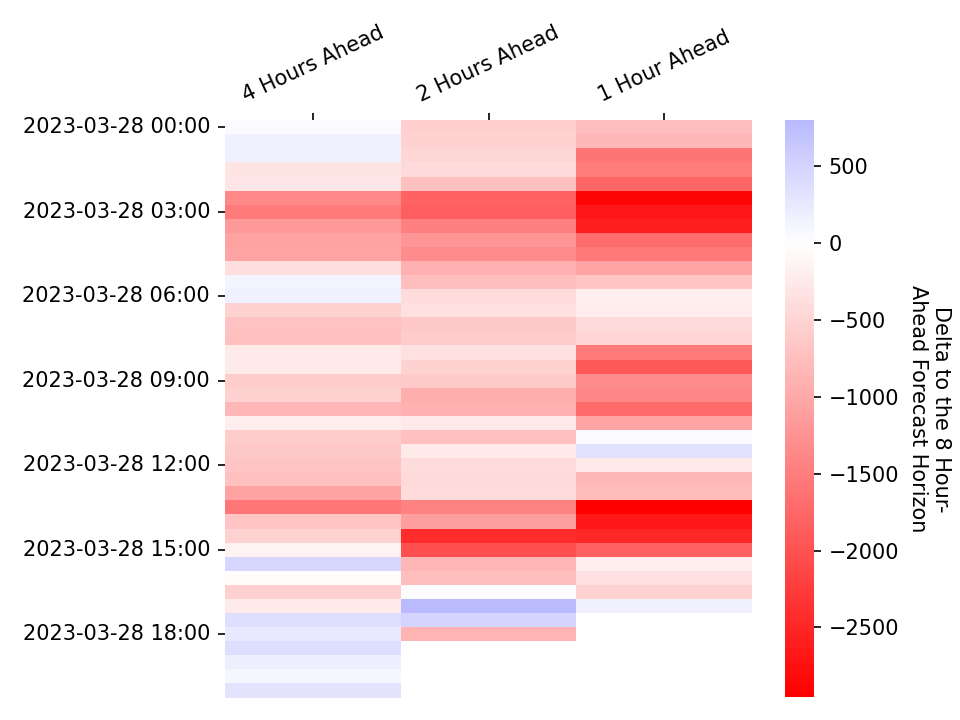 4 Hours Ahead
2 Hours Ahead
1 Hour Ahead
2023-03-28 00:00
2023-03-28 03:00
2023-03-28 06:00
2023-03-28 09:00
2023-03-28 12:00
2023-03-28 15:00
2023-03-28 18:00
500
0
−500
−1000
−1500
−2000
−2500
Delta to the 8 Hour-
Ahead Forecast Horizon